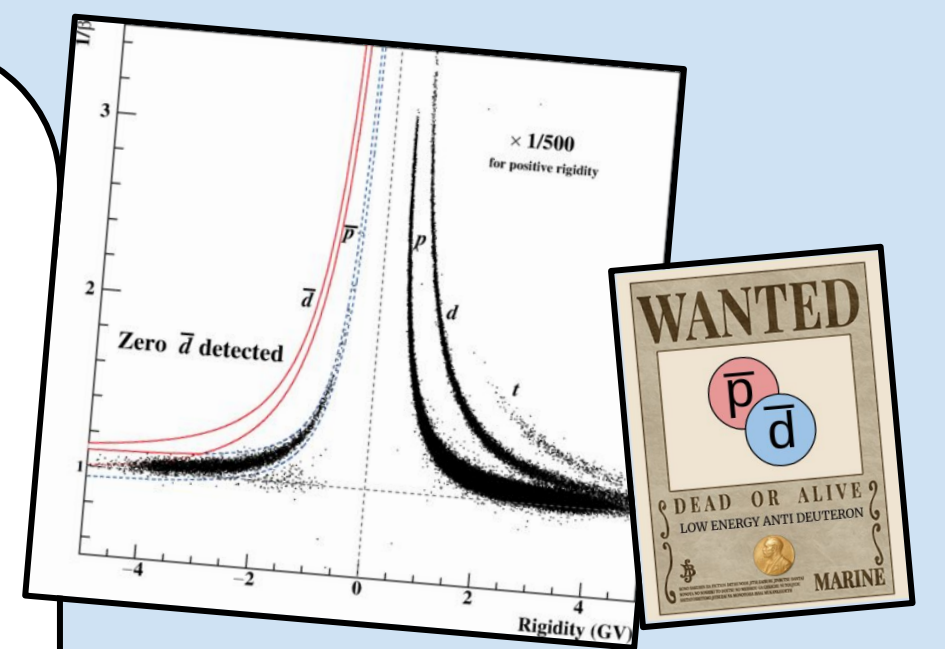 1/β
3
× 1/500
for positive rigidity
p̄
p
2
d̄
d
Zero d̄ detected
t
1
−4
−2
0
2
4
Rigidity (GV)
WANTED
p̄
d̄
DEAD OR ALIVE
LOW ENERGY ANTI DEUTERON
MARINE